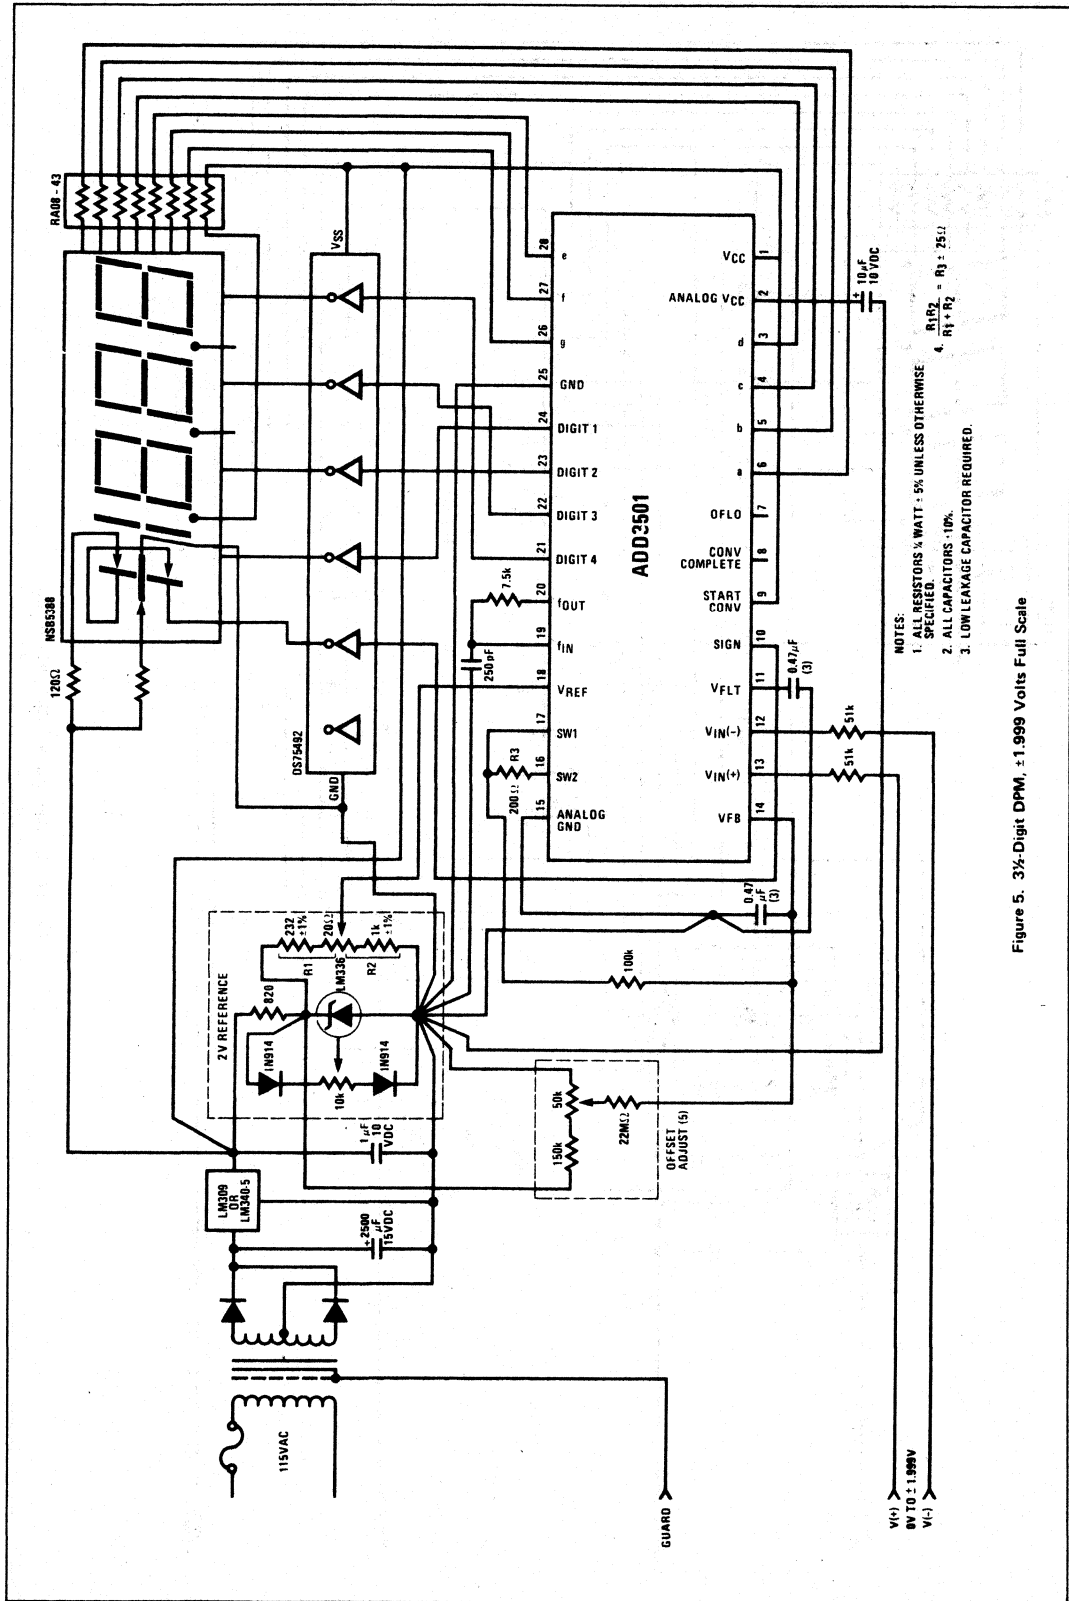 RA08 - 43
NSB5388
120Ω
VSS
DS75492
GND
2V REFERENCE
232
±1%
20Ω
1k
±1%
R1
R2
LM336
820
IN914
IN914
10k
1 µF
10
VDC
LM309
OR
LM340-5
+2500
µF
15VDC
115VAC
GUARD
28
27
26
25
24
23
22
21
20
19
18
17
16
15
e
f
g
GND
DIGIT 1
DIGIT 2
DIGIT 3
DIGIT 4
fOUT
fIN
VREF
SW1
SW2
ANALOG
GND
7.5k
250 pF
R3
200Ω
ADD3501
VCC
ANALOG VCC
d
c
b
a
OFLO
CONV
COMPLETE
START
CONV
SIGN
VFLT
VIN(-)
VIN(+)
VFB
1
2
3
4
5
6
7
8
9
10
11
12
13
14
+
10µF
10 VDC
0.47µF
(3)
51k
51k
0.47
µF
(3)
100k
50k
150k
22MΩ
OFFSET
ADJUST (5)
V(+)
0V TO ± 1.999V
V(-)
NOTES:
1. ALL RESISTORS ¼ WATT ± 5% UNLESS OTHERWISE
SPECIFIED.
2. ALL CAPACITORS ±10%.
3. LOW LEAKAGE CAPACITOR REQUIRED.
4. R1R2 / R1 + R2 = R3 ± 25Ω
Figure 5. 3½-Digit DPM, ±1.999 Volts Full Scale